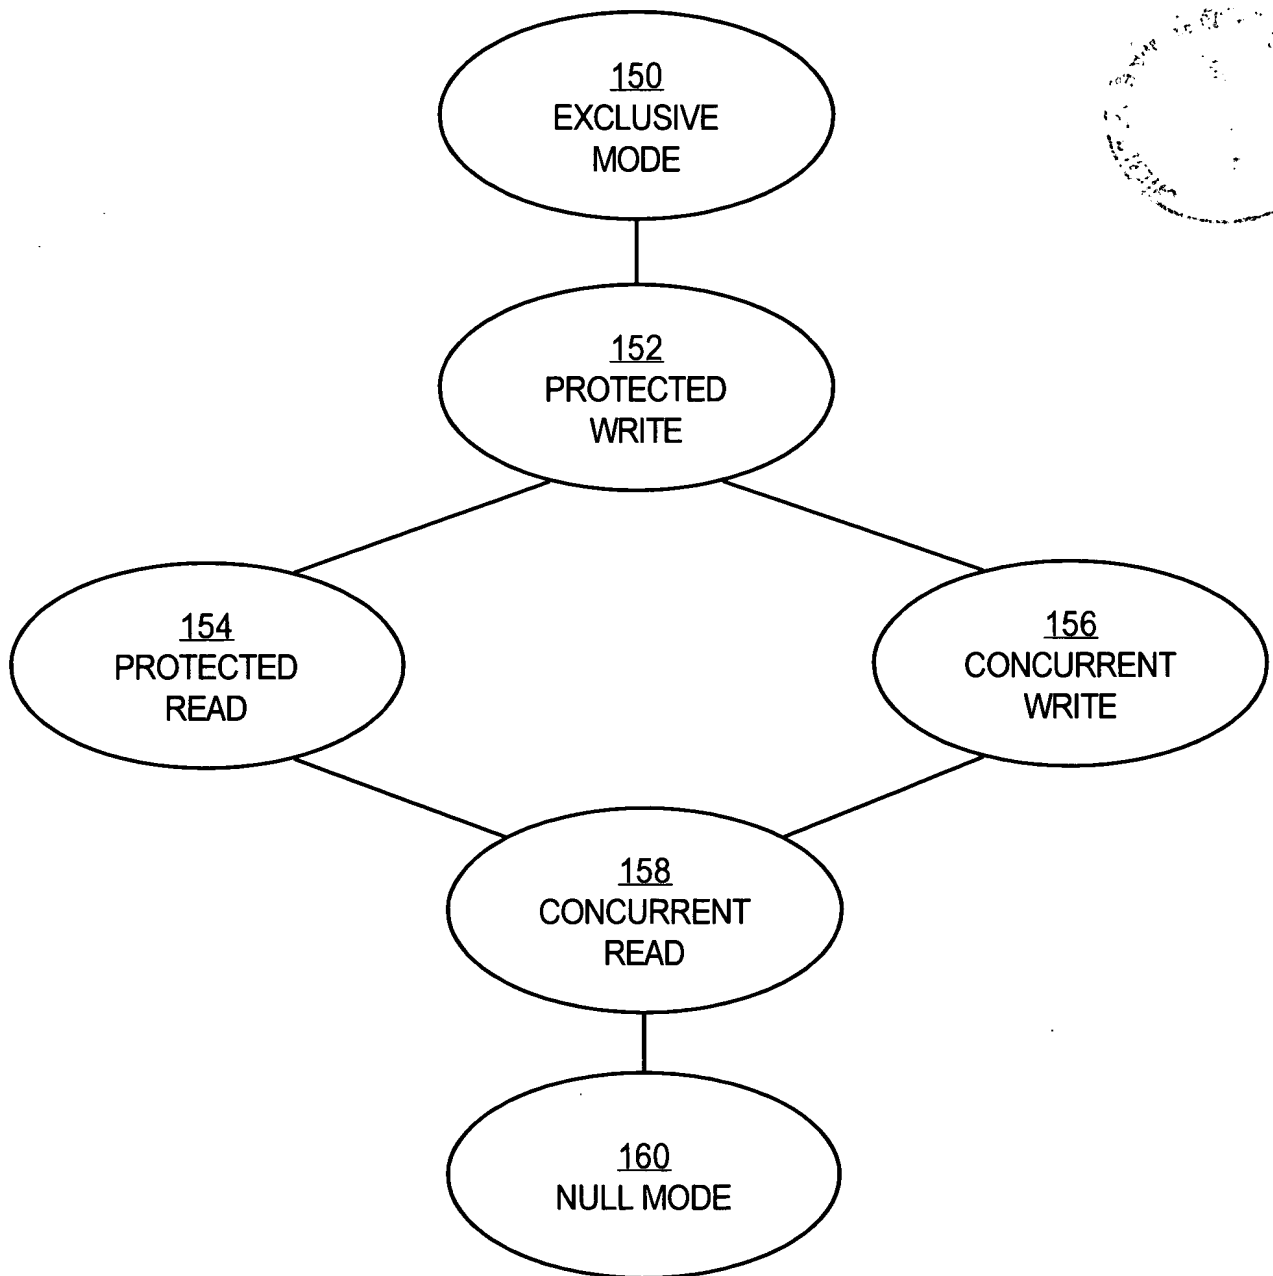 150
EXCLUSIVE
MODE
152
PROTECTED
WRITE
154
PROTECTED
READ
156
CONCURRENT
WRITE
158
CONCURRENT
READ
160
NULL MODE